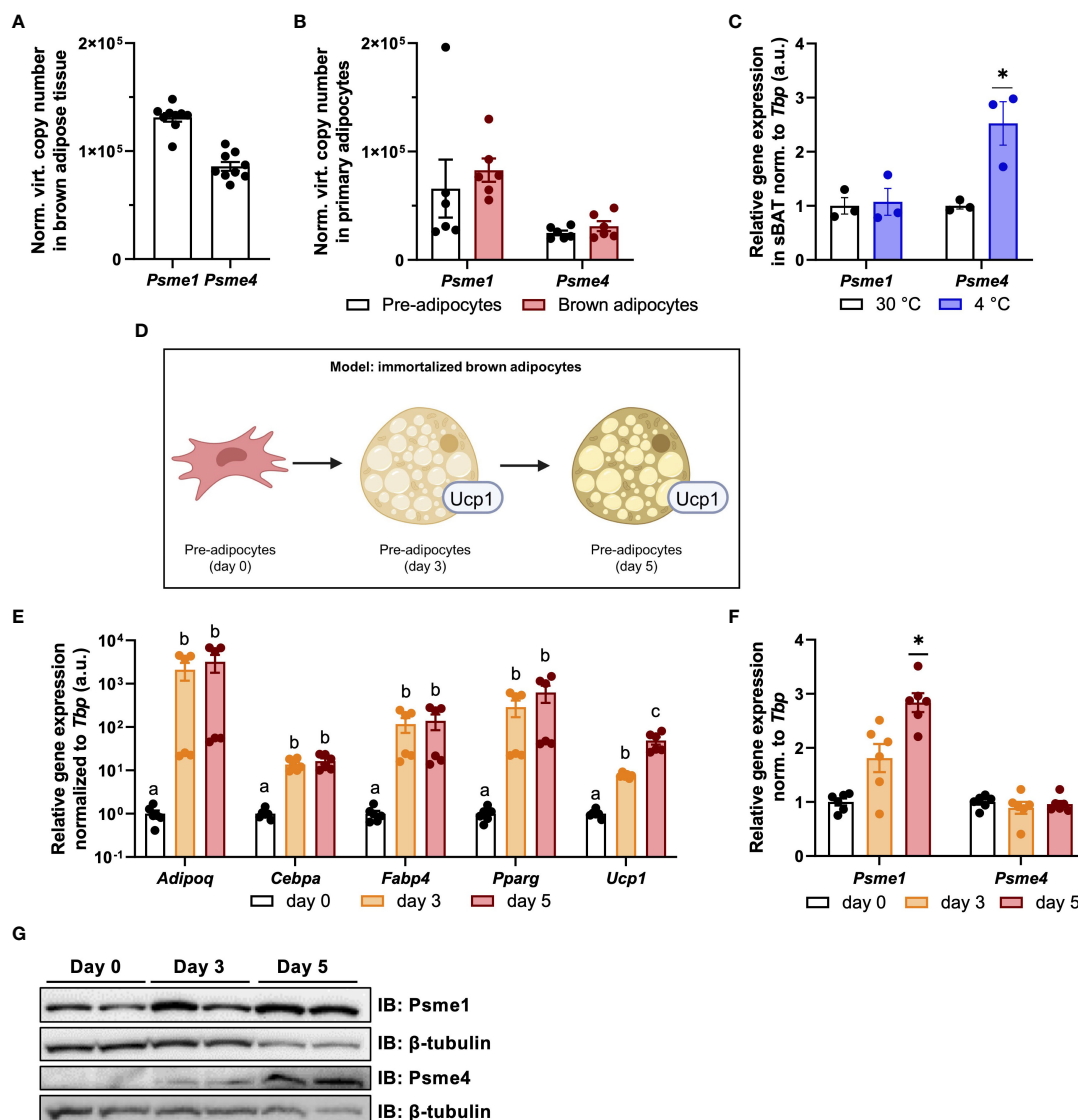 A
Norm. virt. copy number
in brown adipose tissue
2×10⁵
1×10⁵
0
Psme1 Psme4
B
Norm. virt. copy number
in primary adipocytes
2×10⁵
1×10⁵
0
Psme1 Psme4
Pre-adipocytes Brown adipocytes
C
Relative gene expression
in sBAT norm. to Tbp (a.u.)
4
3
2
1
0
*
Psme1 Psme4
30 °C 4 °C
D
Model: immortalized brown adipocytes
Ucp1
Ucp1
Pre-adipocytes
(day 0)
Pre-adipocytes
(day 3)
Pre-adipocytes
(day 5)
E
Relative gene expression
normalized to Tbp (a.u.)
10⁴
10³
10²
10¹
10⁰
10⁻¹
a b b
a b b
a b b
a b b
a b c
Adipoq Cebpa Fabp4 Pparg Ucp1
day 0 day 3 day 5
F
Relative gene expression
norm. to Tbp
4
3
2
1
0
*
Psme1 Psme4
day 0 day 3 day 5
G
Day 0 Day 3 Day 5
IB: Psme1
IB: β-tubulin
IB: Psme4
IB: β-tubulin